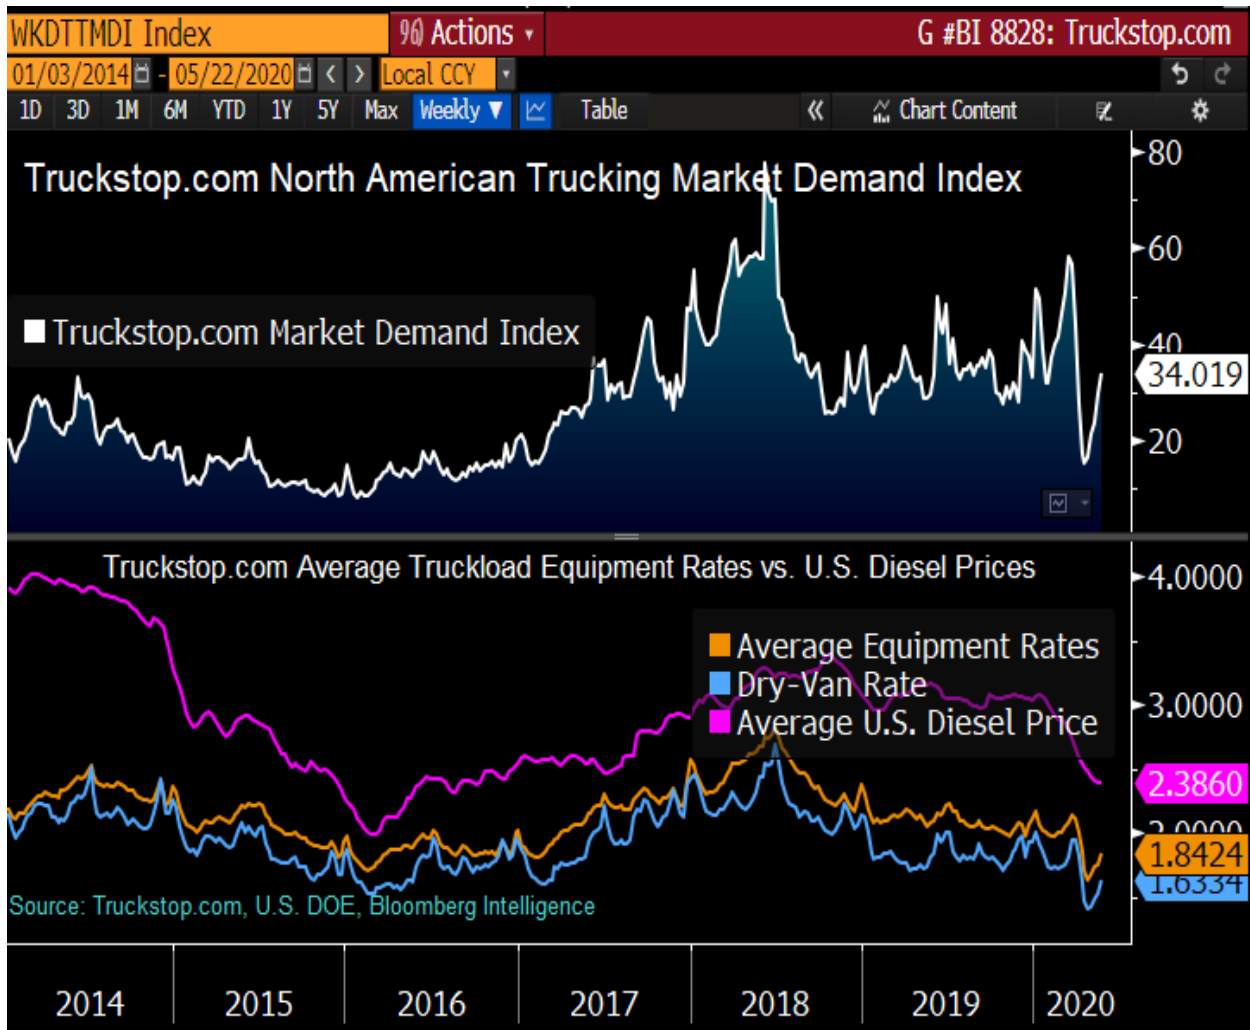 WKDTTMDI Index 96) Actions G #BI 8828: Truckstop.com
01/03/2014 - 05/22/2020 Local CCY
1D 3D 1M 6M YTD 1Y 5Y Max Weekly Table Chart Content
Truckstop.com North American Trucking Market Demand Index
80
60
Truckstop.com Market Demand Index
40
34.019
20
Truckstop.com Average Truckload Equipment Rates vs. U.S. Diesel Prices
4.0000
Average Equipment Rates
Dry-Van Rate
3.0000
Average U.S. Diesel Price
2.3860
2.0000
1.8424
1.6334
Source: Truckstop.com, U.S. DOE, Bloomberg Intelligence
2014 2015 2016 2017 2018 2019 2020